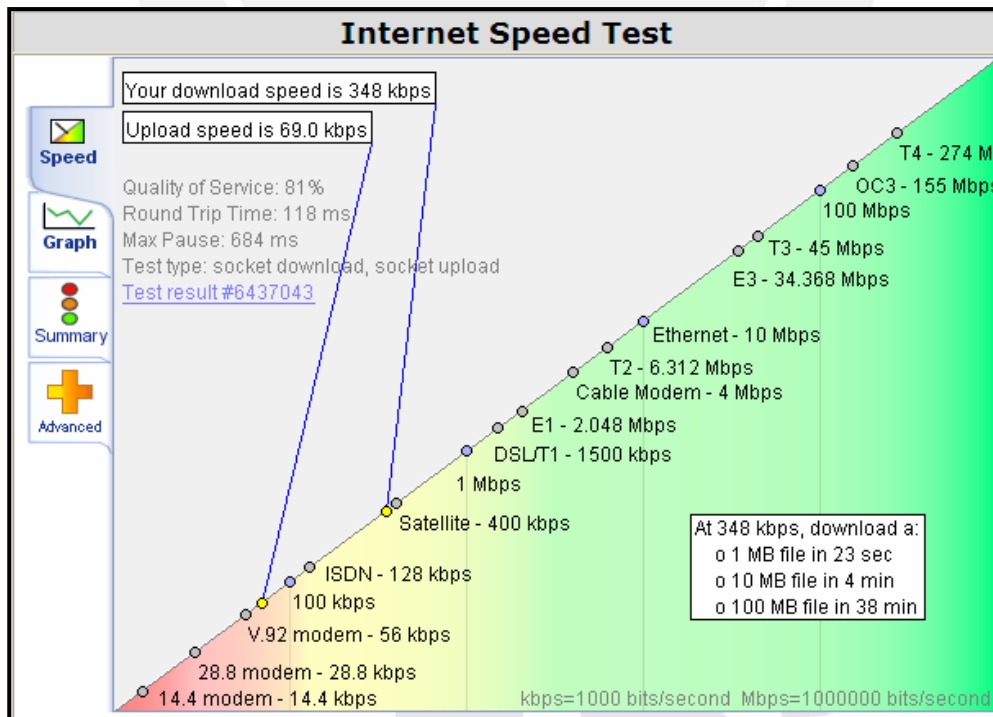 Internet Speed Test
Your download speed is 348 kbps
Upload speed is 69.0 kbps
Quality of Service: 81%
Round Trip Time: 118 ms
Max Pause: 684 ms
Test type: socket download, socket upload
Test result #6437043
Speed
Graph
Summary
Advanced
T4 - 274 M
OC3 - 155 Mbps
100 Mbps
T3 - 45 Mbps
E3 - 34.368 Mbps
Ethernet - 10 Mbps
T2 - 6.312 Mbps
Cable Modem - 4 Mbps
E1 - 2.048 Mbps
DSL/T1 - 1500 kbps
1 Mbps
Satellite - 400 kbps
ISDN - 128 kbps
100 kbps
V.92 modem - 56 kbps
28.8 modem - 28.8 kbps
14.4 modem - 14.4 kbps
At 348 kbps, download a:
o 1 MB file in 23 sec
o 10 MB file in 4 min
o 100 MB file in 38 min
kbps=1000 bits/second Mbps=1000000 bits/second